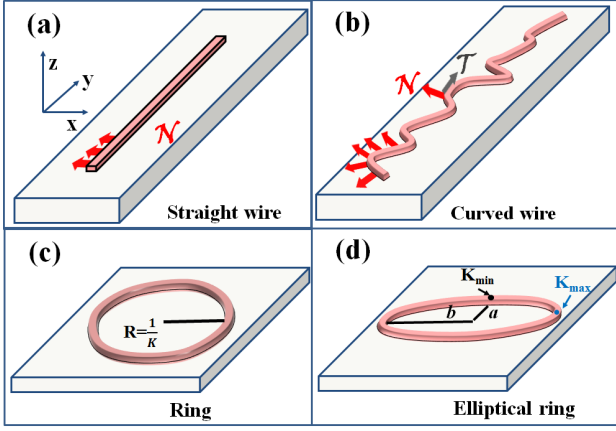 (a)
z
y
x
𝒩
Straight wire
(b)
𝒯
𝒩
Curved wire
(c)
R=1/K
Ring
(d)
Kmin
Kmax
b
a
Elliptical ring